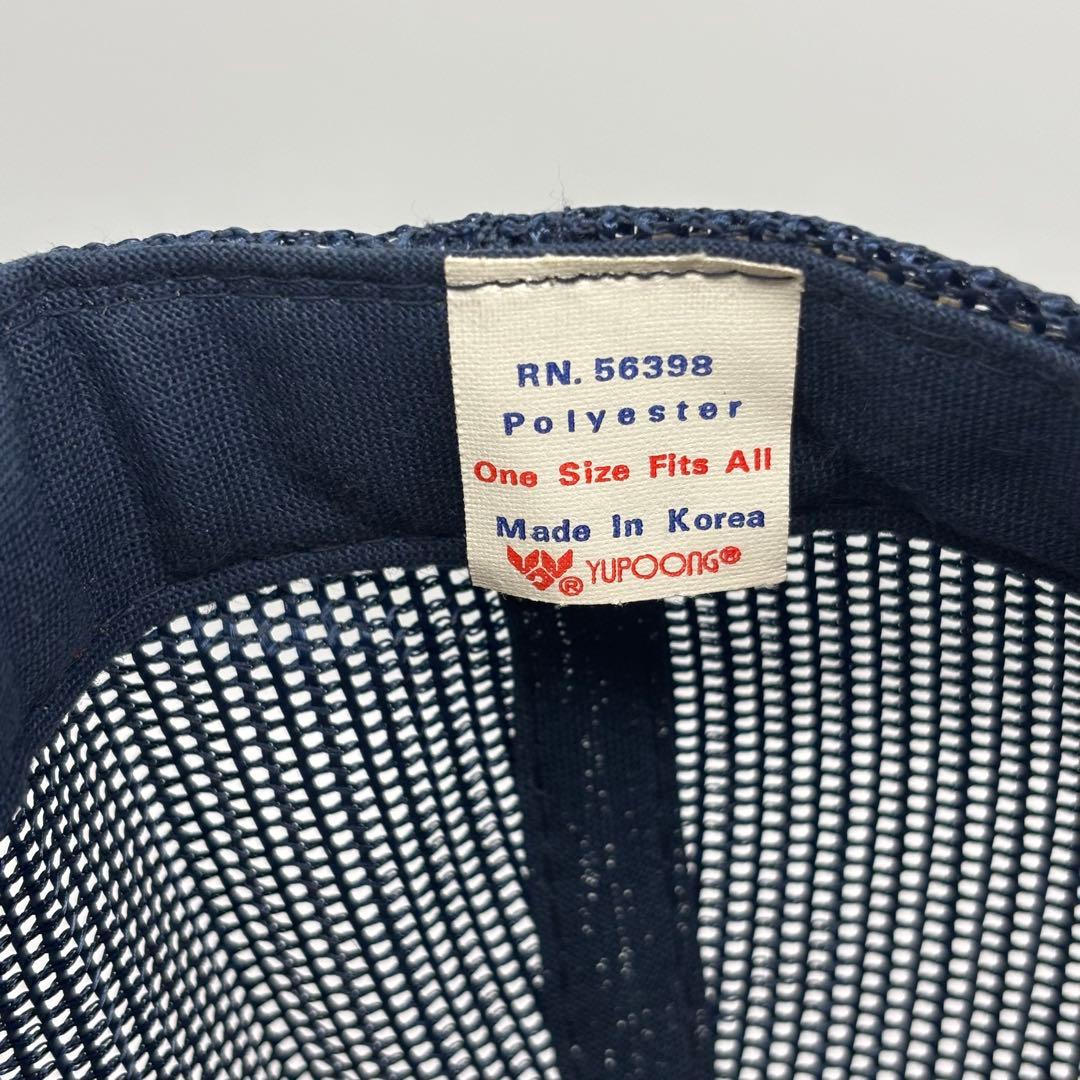 RN. 56398
Polyester
One Size Fits All
Made In Korea
® YUPOONG®